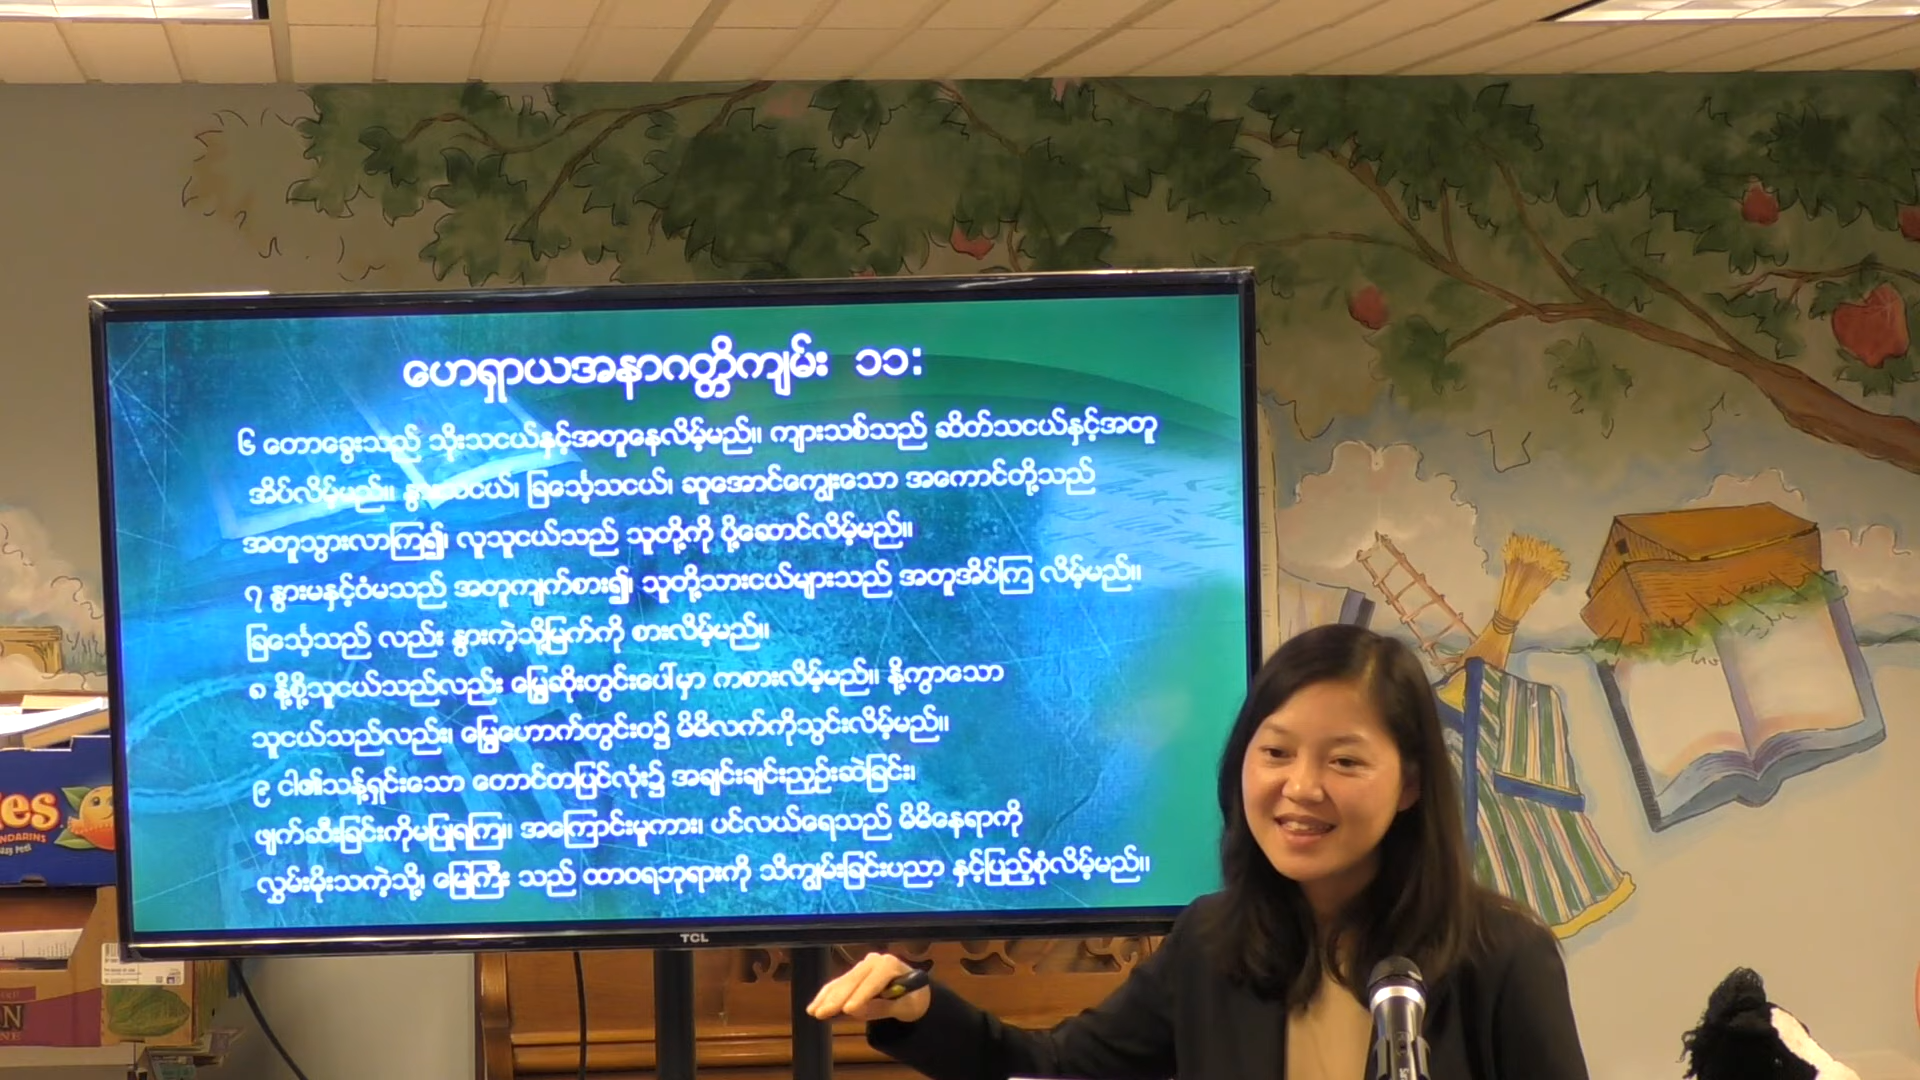 ဟေရှာယအနာဂတ္တိကျမ်း ၁၁:
၆ တောခွေးသည် သိုးသငယ်နှင့်အတူနေလိမ့်မည်။ ကျားသစ်သည် ဆိတ်သငယ်နှင့်အတူ
အိပ်လိမ့်မည်။ နွားသငယ်၊ ခြင်္သေ့သငယ်၊ ဆူအောင်ကျွေးသော အကောင်တို့သည်
အတူသွားလာကြ၍၊ လူသူငယ်သည် သူတို့ကို ပို့ဆောင်လိမ့်မည်။
၇ နွားမနှင့်ဝံမသည် အတူကျက်စား၍၊ သူတို့သားငယ်များသည် အတူအိပ်ကြ လိမ့်မည်။
ခြင်္သေ့သည် လည်း နွားကဲ့သို့မြက်ကို စားလိမ့်မည်။
၈ နို့စို့သူငယ်သည်လည်း မြွေဆိုးတွင်းပေါ်မှာ ကစားလိမ့်မည်။ နို့ကွာသော
သူငယ်သည်လည်း၊ မြွေဟောက်တွင်းဝ၌ မိမိလက်ကိုသွင်းလိမ့်မည်။
၉ ငါ၏သန့်ရှင်းသော တောင်တပြင်လုံး၌ အချင်းချင်းညှဉ်းဆဲခြင်း၊
ဖျက်ဆီးခြင်းကိုမပြုရကြ။ အကြောင်းမူကား၊ ပင်လယ်ရေသည် မိမိနေရာကို
လွှမ်းမိုးသကဲ့သို့၊ မြေကြီး သည် ထာဝရဘုရားကို သိကျွမ်းခြင်းပညာ နှင့်ပြည့်စုံလိမ့်မည်။
TCL